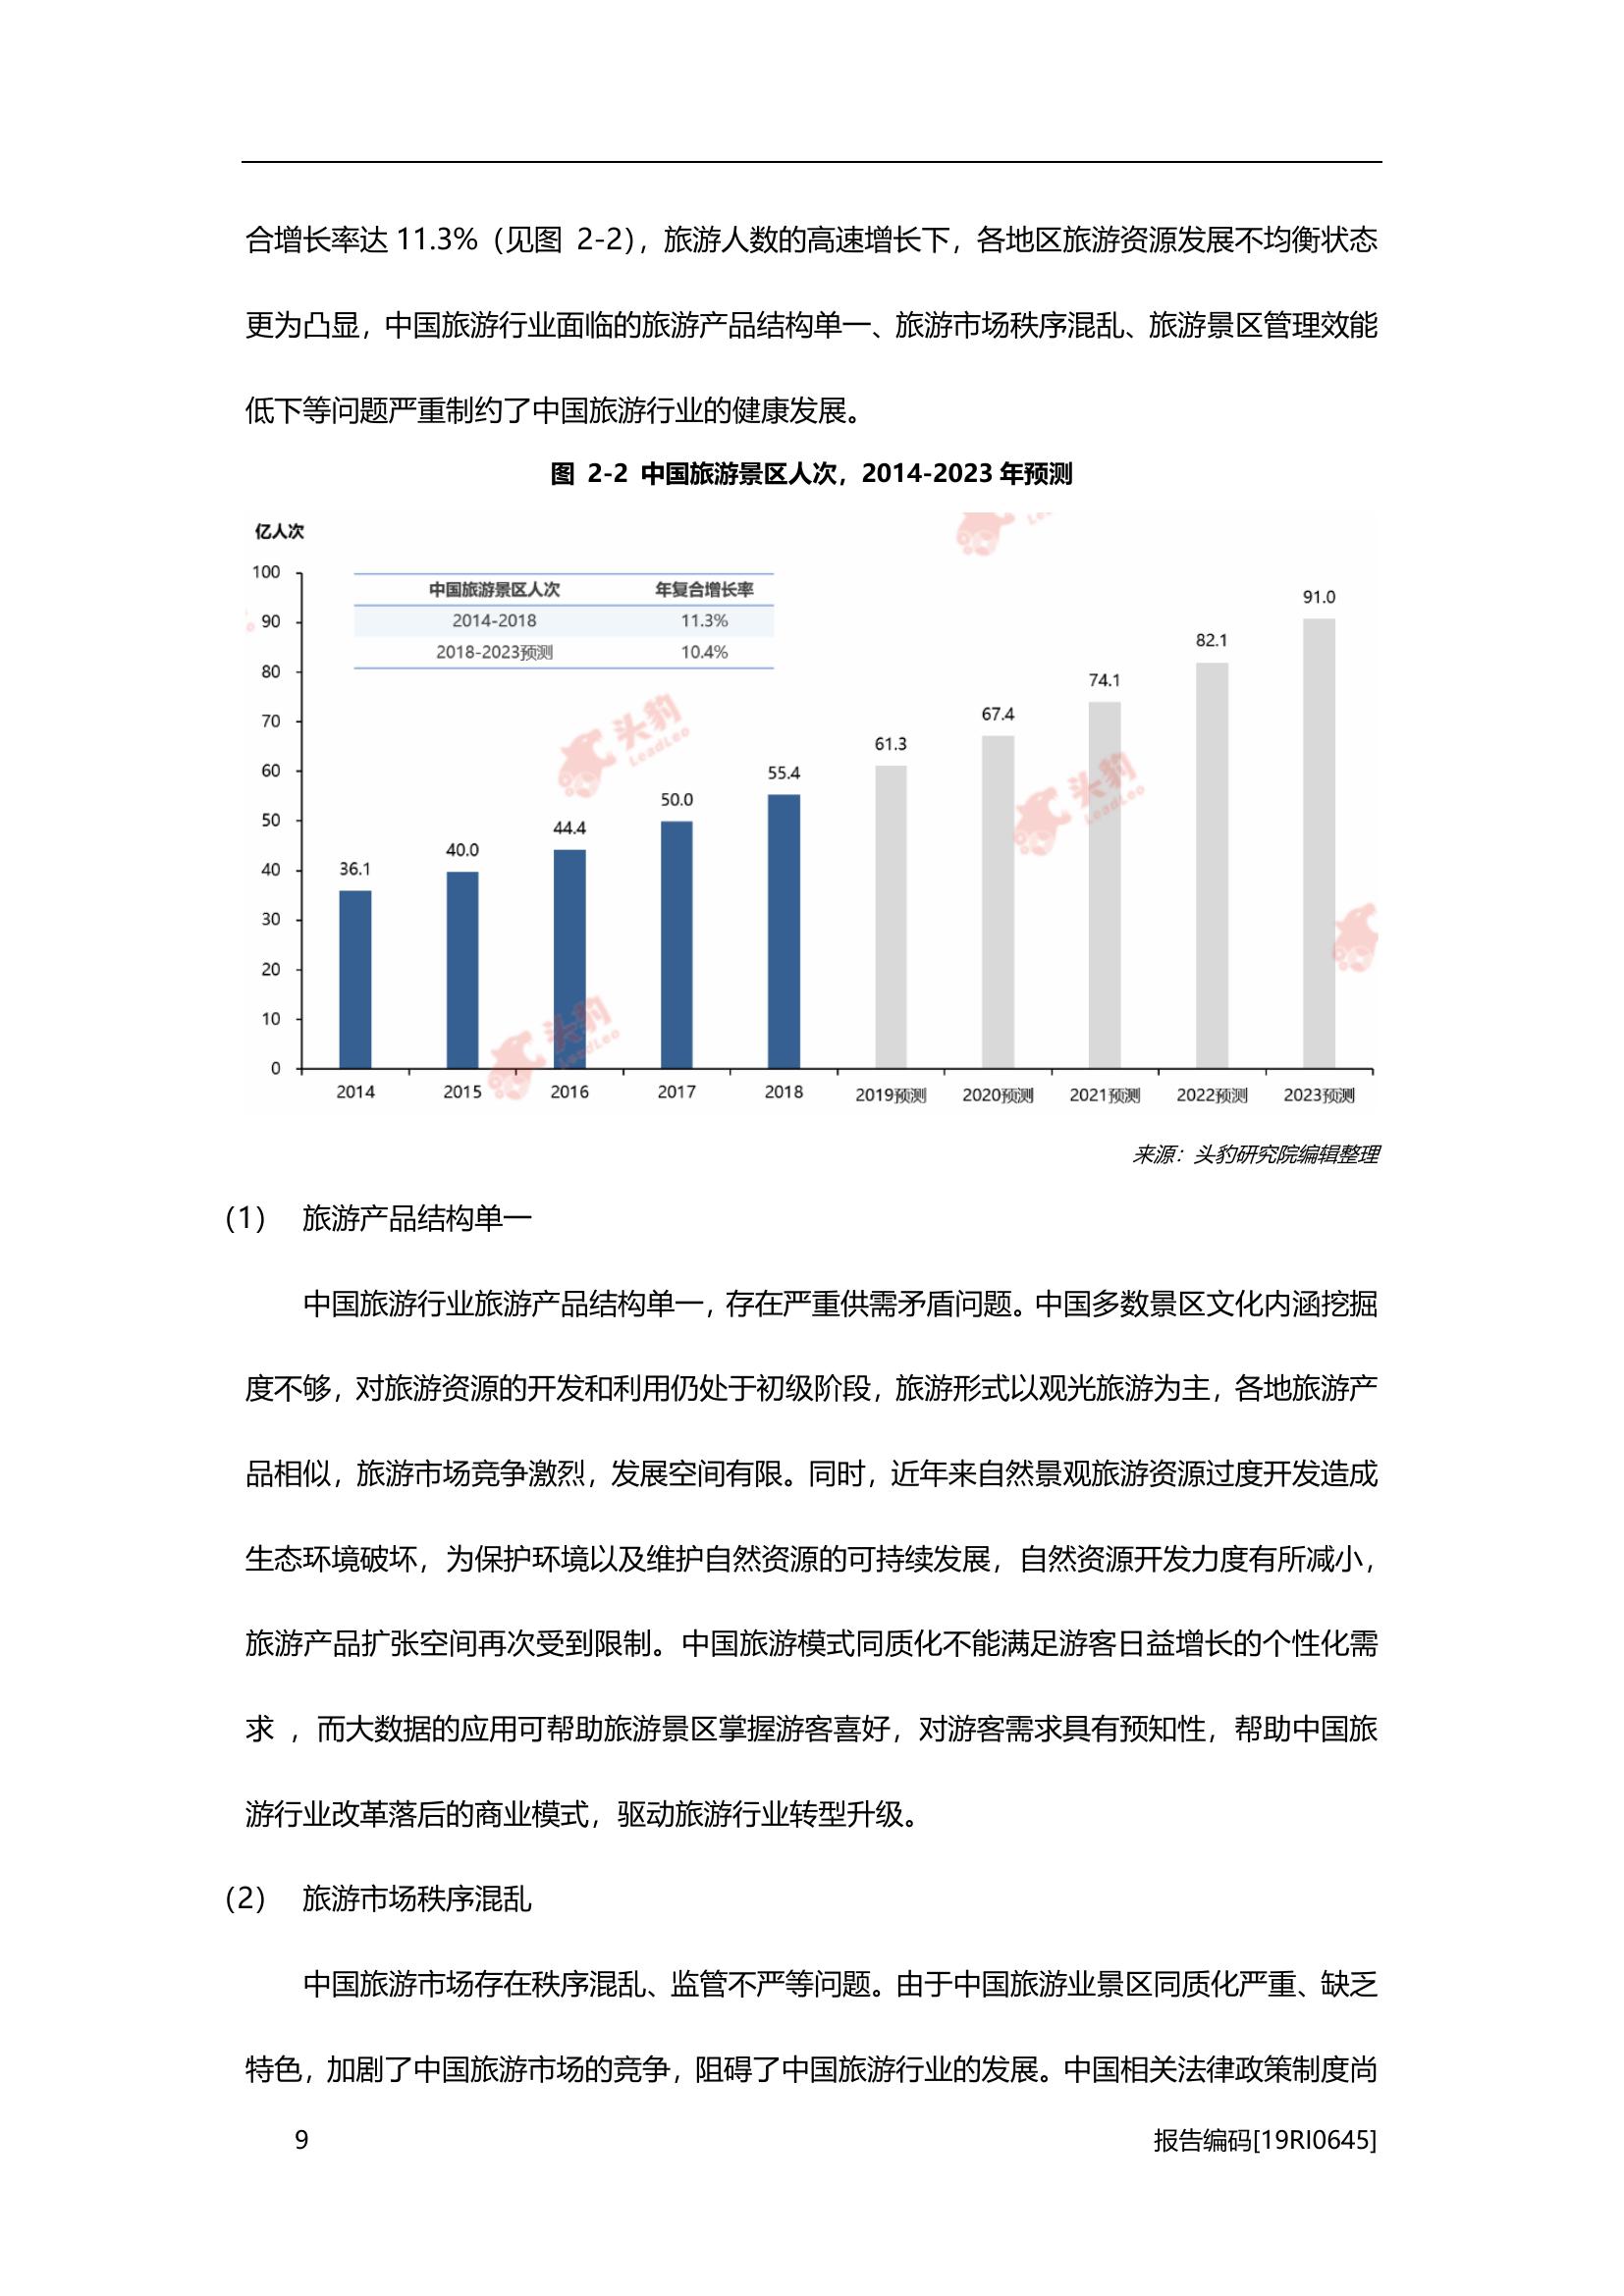 合增长率达 11.3%（见图 2-2），旅游人数的高速增长下，各地区旅游资源发展不均衡状态
更为凸显，中国旅游行业面临的旅游产品结构单一、旅游市场秩序混乱、旅游景区管理效能
低下等问题严重制约了中国旅游行业的健康发展。
图 2-2 中国旅游景区人次，2014-2023 年预测
亿人次
中国旅游景区人次 年复合增长率
2014-2018 11.3%
2018-2023预测 10.4%
100
90
80
70
60
50
40
30
20
10
0
36.1
40.0
44.4
50.0
55.4
61.3
67.4
74.1
82.1
91.0
2014 2015 2016 2017 2018 2019预测 2020预测 2021预测 2022预测 2023预测
头豹
LeadLeo
头豹
LeadLeo
头豹
LeadLeo
来源：头豹研究院编辑整理
（1） 旅游产品结构单一
中国旅游行业旅游产品结构单一，存在严重供需矛盾问题。中国多数景区文化内涵挖掘
度不够，对旅游资源的开发和利用仍处于初级阶段，旅游形式以观光旅游为主，各地旅游产
品相似，旅游市场竞争激烈，发展空间有限。同时，近年来自然景观旅游资源过度开发造成
生态环境破坏，为保护环境以及维护自然资源的可持续发展，自然资源开发力度有所减小，
旅游产品扩张空间再次受到限制。中国旅游模式同质化不能满足游客日益增长的个性化需
求 ，而大数据的应用可帮助旅游景区掌握游客喜好，对游客需求具有预知性，帮助中国旅
游行业改革落后的商业模式，驱动旅游行业转型升级。
（2） 旅游市场秩序混乱
中国旅游市场存在秩序混乱、监管不严等问题。由于中国旅游业景区同质化严重、缺乏
特色，加剧了中国旅游市场的竞争，阻碍了中国旅游行业的发展。中国相关法律政策制度尚
9 报告编码[19RI0645]